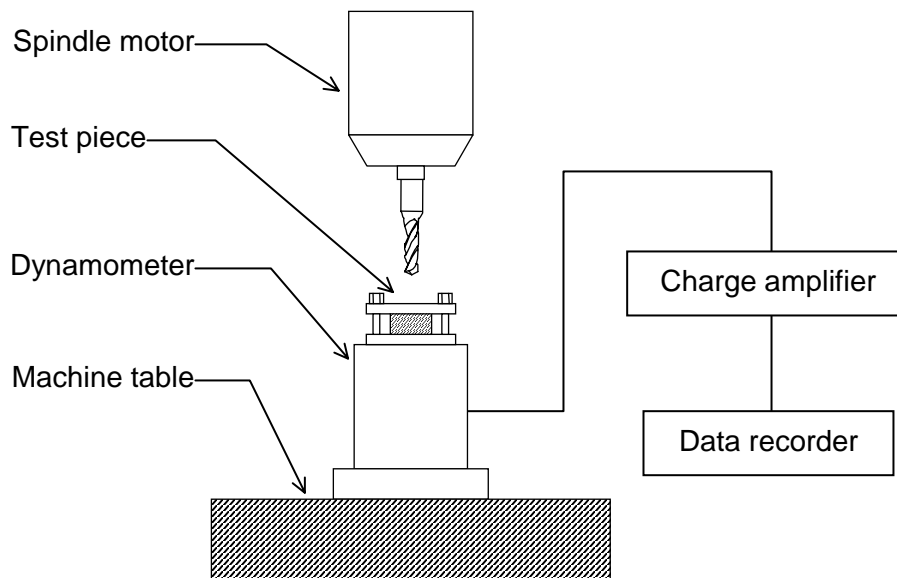 Spindle motor
Test piece
Dynamometer
Machine table
Charge amplifier
Data recorder